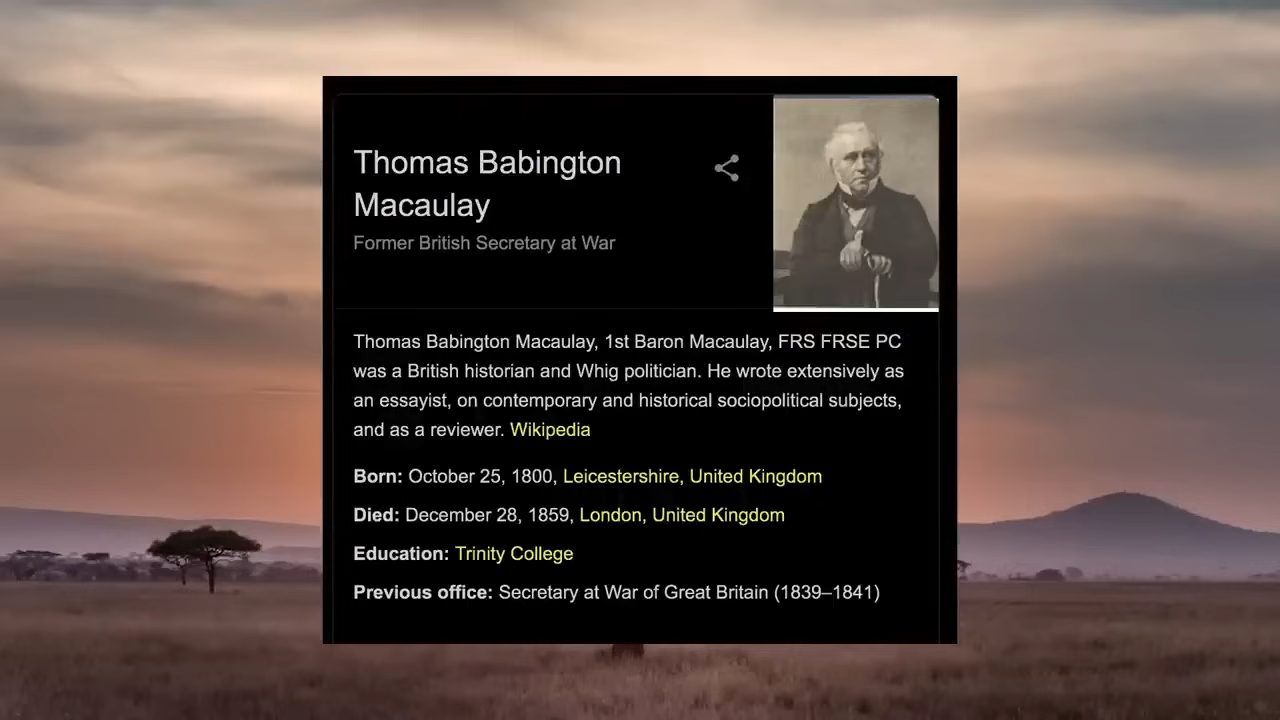 Thomas Babington
Macaulay
Former British Secretary at War
Thomas Babington Macaulay, 1st Baron Macaulay, FRS FRSE PC
was a British historian and Whig politician. He wrote extensively as
an essayist, on contemporary and historical sociopolitical subjects,
and as a reviewer. Wikipedia
Born: October 25, 1800, Leicestershire, United Kingdom
Died: December 28, 1859, London, United Kingdom
Education: Trinity College
Previous office: Secretary at War of Great Britain (1839–1841)